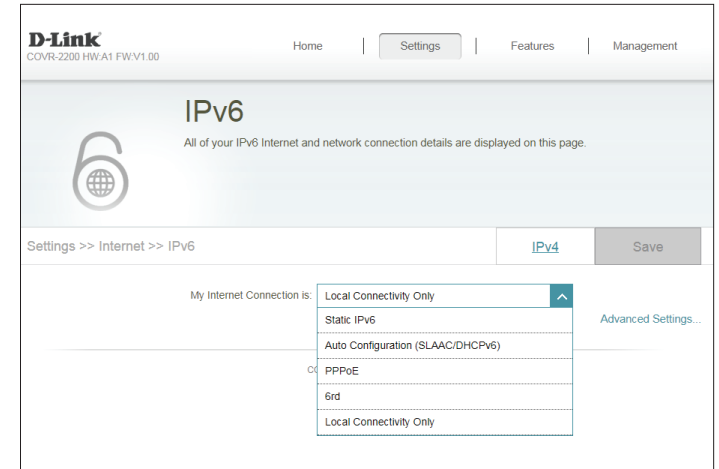 D-Link
COVR-2200 HW:A1 FW:V1.00
Home
Settings
Features
Management
IPv6
All of your IPv6 Internet and network connection details are displayed on this page.
Settings >> Internet >> IPv6
IPv4
Save
My Internet Connection is:
Local Connectivity Only
Advanced Settings...
Static IPv6
Auto Configuration (SLAAC/DHCPv6)
PPPoE
6rd
Local Connectivity Only